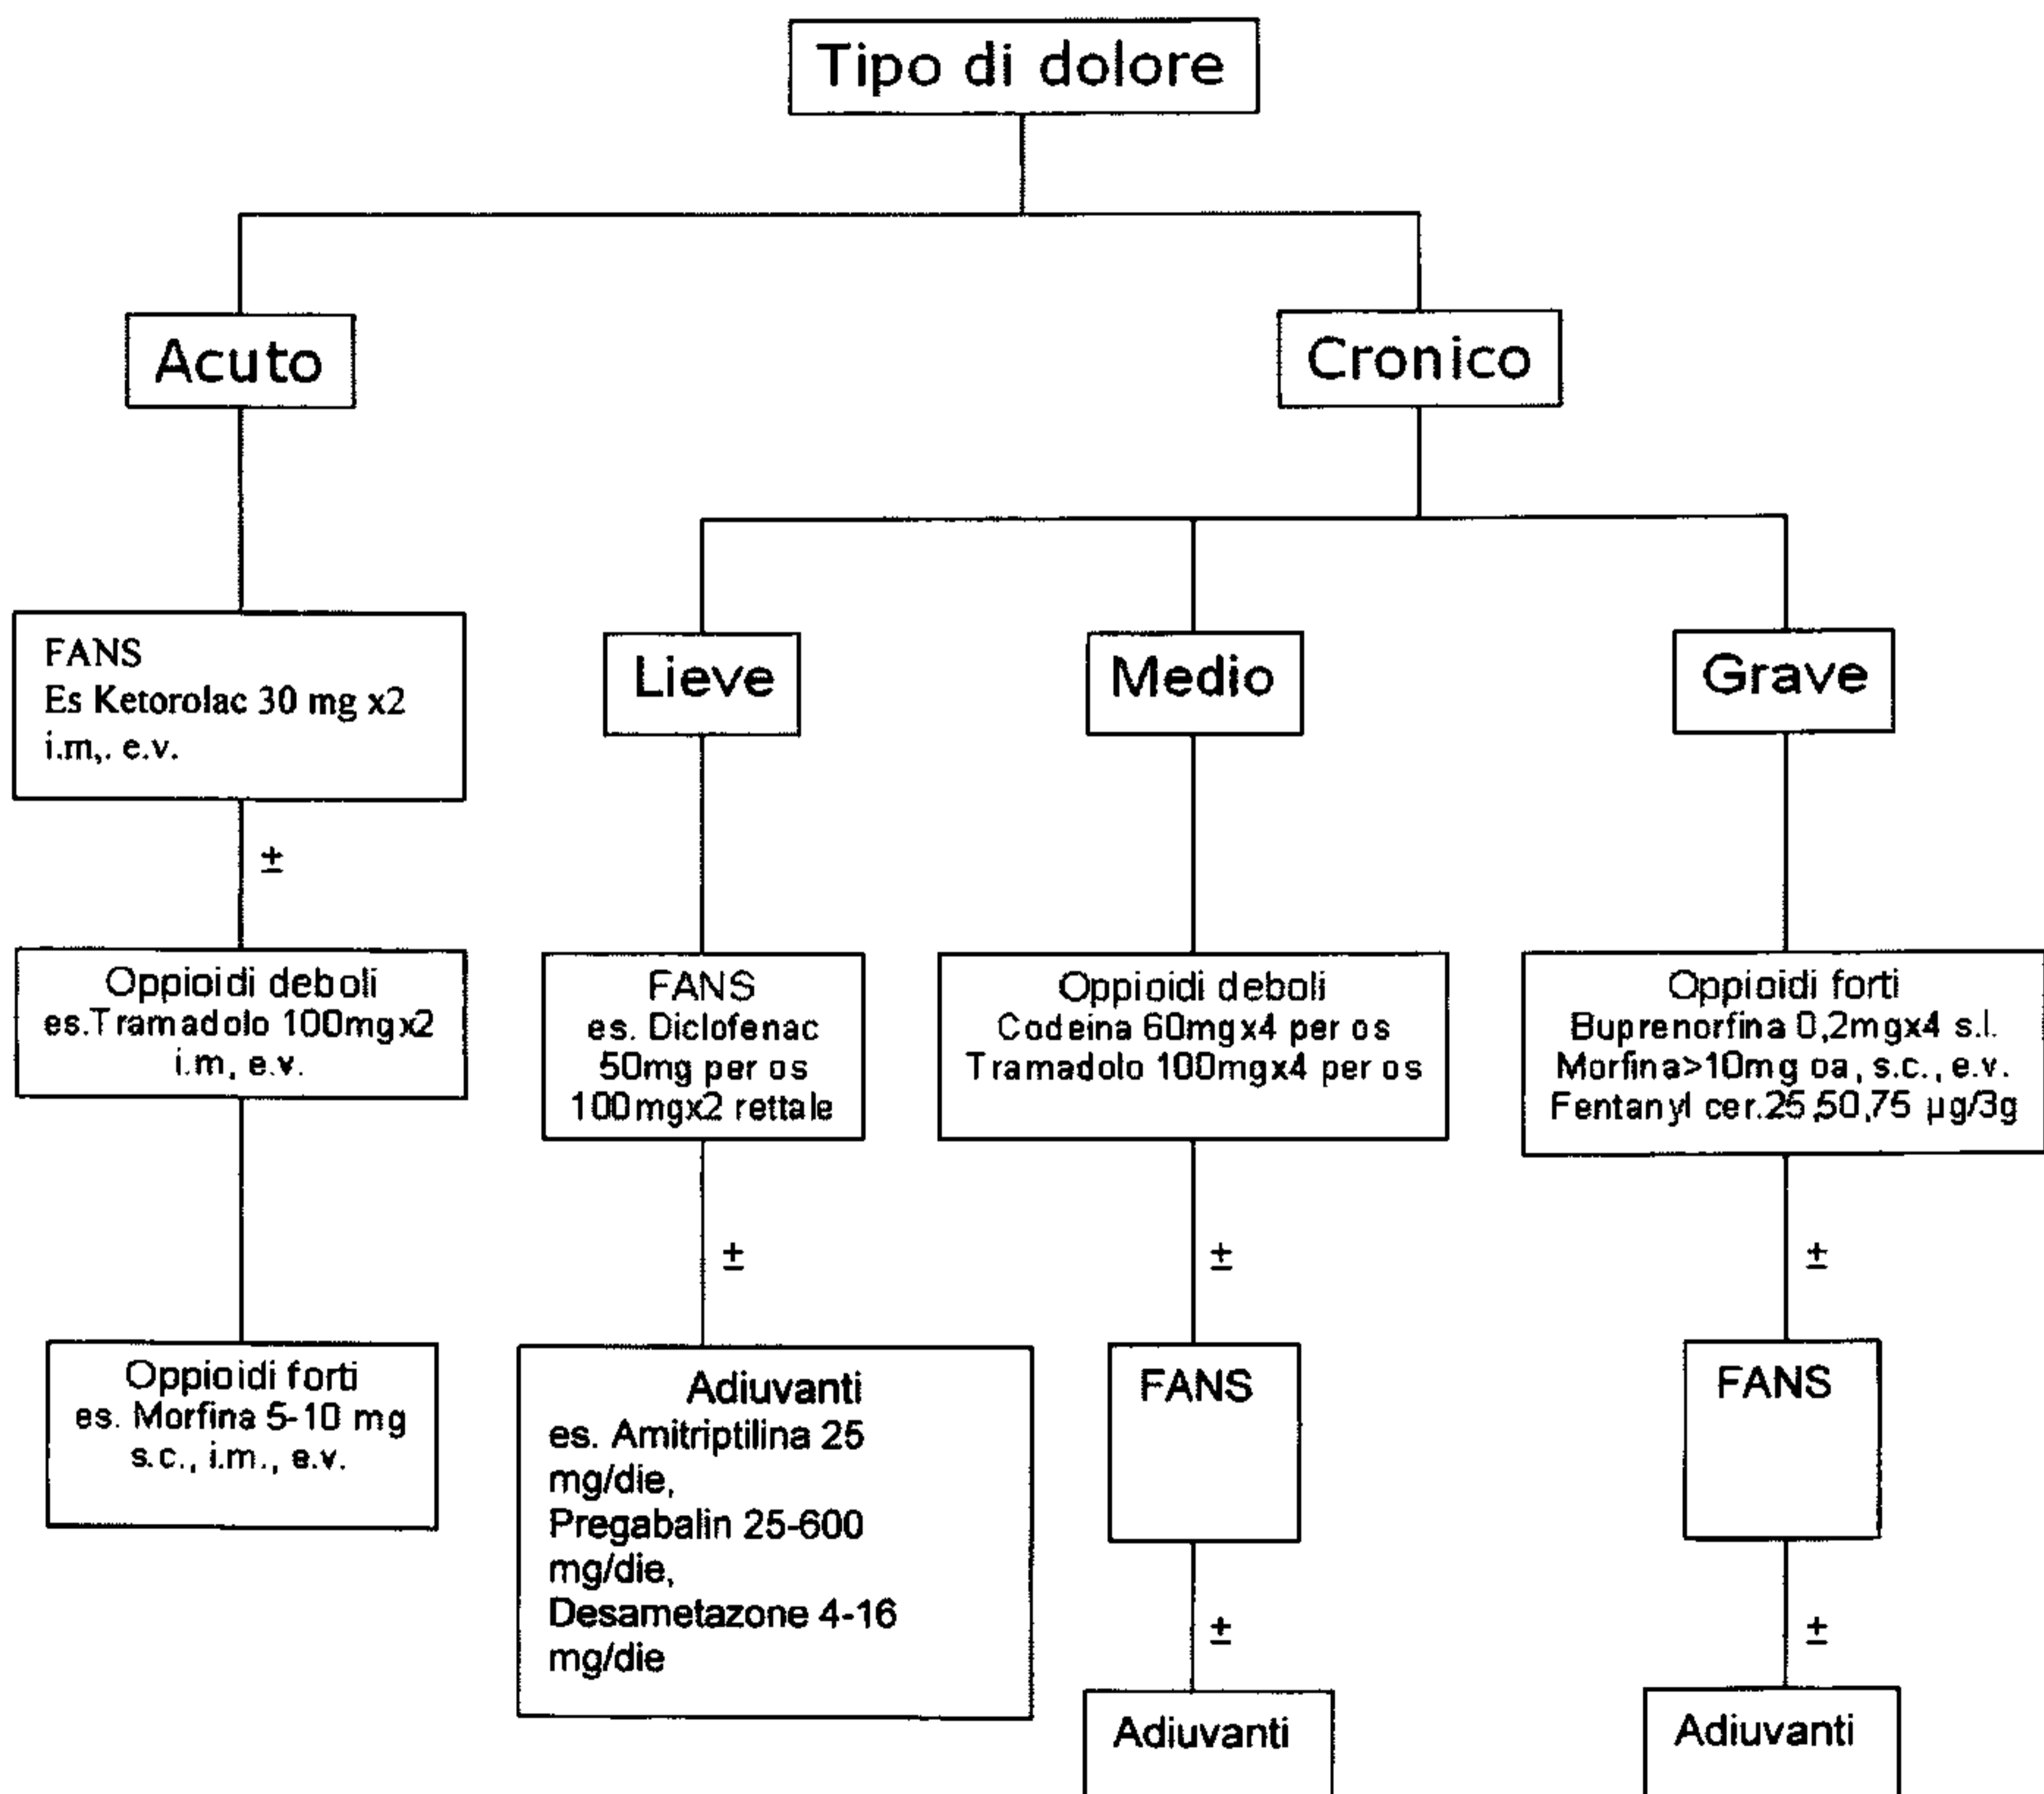 Tipo di dolore
Acuto
Cronico
FANS
Es Ketorolac 30 mg x2
i.m,. e.v.
±
Oppioidi deboli
es.Tramadolo 100mgx2
i.m, e.v.
Oppioidi forti
es. Morfina 5-10 mg
s.c., i.m., e.v.
Lieve
FANS
es. Diclofenac
50mg per os
100mgx2 rettale
±
Adiuvanti
es. Amitriptilina 25
mg/die,
Pregabalin 25-600
mg/die,
Desametazone 4-16
mg/die
Medio
Oppioidi deboli
Codeina 60mgx4 per os
Tramadolo 100mgx4 per os
±
FANS
±
Adiuvanti
Grave
Oppioidi forti
Buprenorfina 0,2mgx4 s.l.
Morfina>10mg oa, s.c., e.v.
Fentanyl cer.25,50,75 µg/3g
±
FANS
±
Adiuvanti